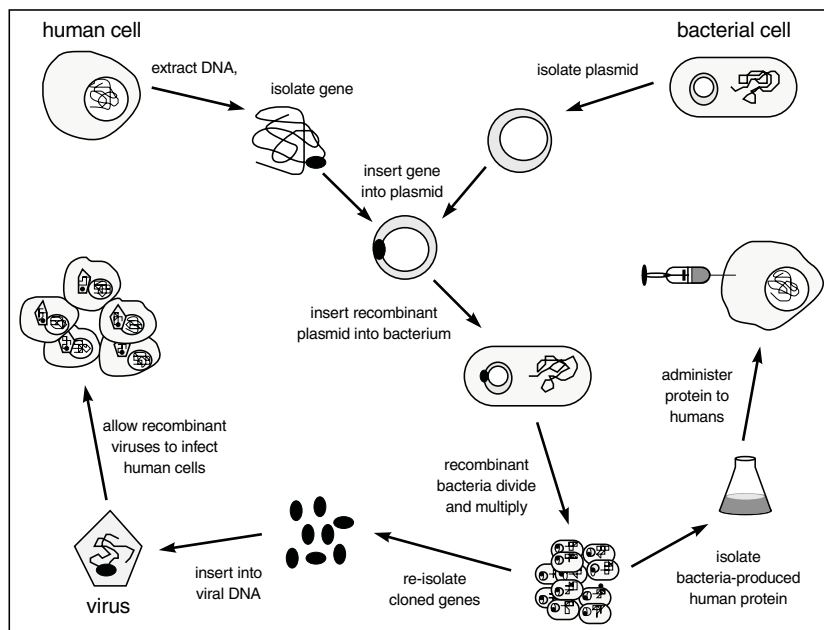 human cell
bacterial cell
extract DNA,
isolate gene
isolate plasmid
insert gene
into plasmid
insert recombinant
plasmid into bacterium
administer
protein to
humans
allow recombinant
viruses to infect
human cells
recombinant
bacteria divide
and multiply
virus
insert into
viral DNA
re-isolate
cloned genes
isolate
bacteria-produced
human protein